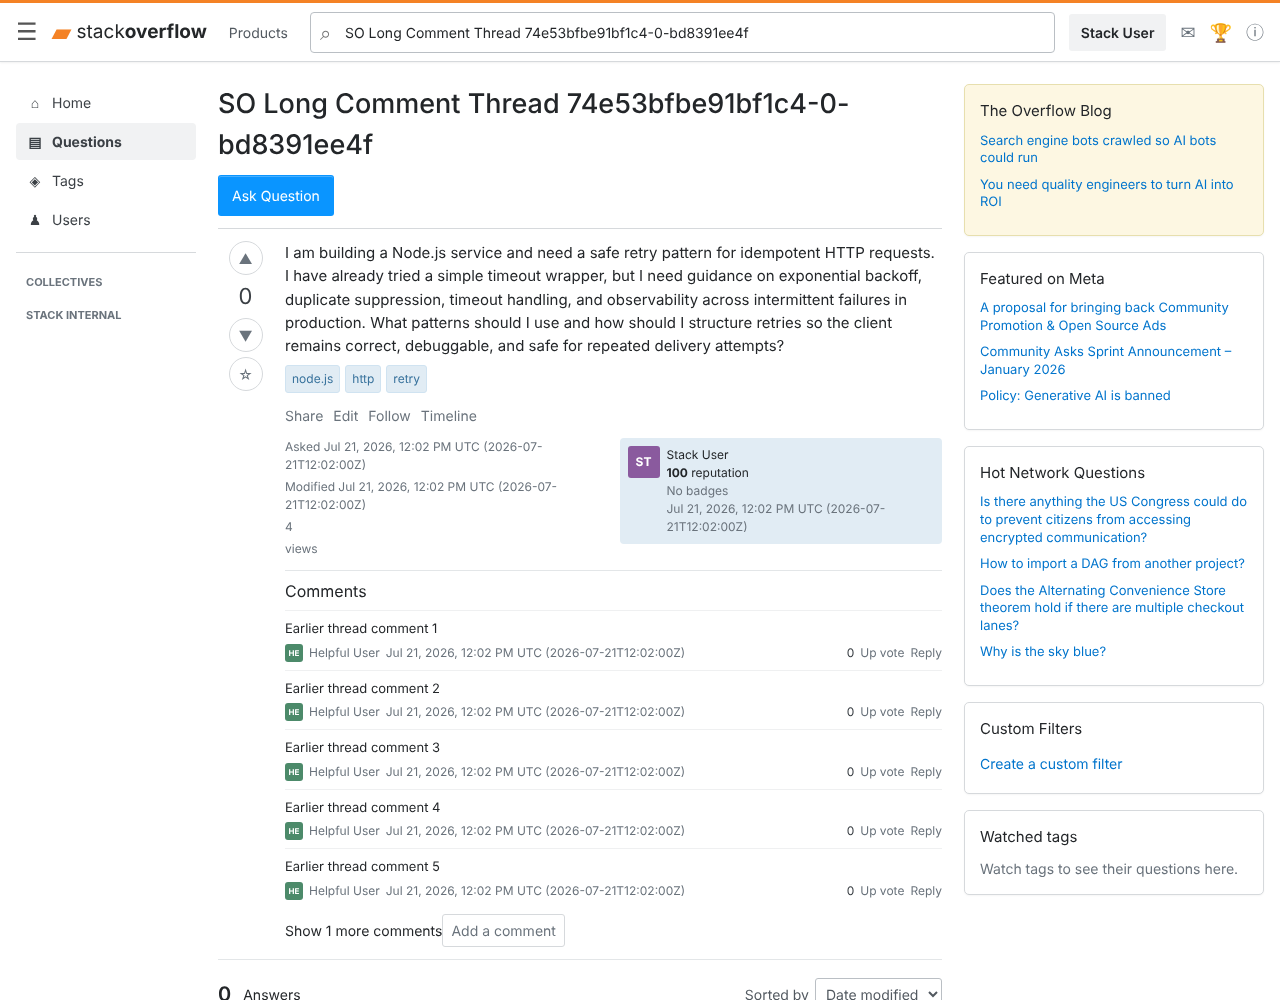 stackoverflow
Products
SO Long Comment Thread 74e53bfbe91bf1c4-0-bd8391ee4f
Stack User
Home
Questions
Tags
Users
COLLECTIVES
STACK INTERNAL
SO Long Comment Thread 74e53bfbe91bf1c4-0-
bd8391ee4f
Ask Question
0
I am building a Node.js service and need a safe retry pattern for idempotent HTTP requests.
I have already tried a simple timeout wrapper, but I need guidance on exponential backoff,
duplicate suppression, timeout handling, and observability across intermittent failures in
production. What patterns should I use and how should I structure retries so the client
remains correct, debuggable, and safe for repeated delivery attempts?
node.js http retry
Share Edit Follow Timeline
Asked Jul 21, 2026, 12:02 PM UTC (2026-07-
21T12:02:00Z)
Modified Jul 21, 2026, 12:02 PM UTC (2026-07-
21T12:02:00Z)
4
views
ST
Stack User
100 reputation
No badges
Jul 21, 2026, 12:02 PM UTC (2026-07-
21T12:02:00Z)
Comments
Earlier thread comment 1
HE Helpful User Jul 21, 2026, 12:02 PM UTC (2026-07-21T12:02:00Z) 0 Up vote Reply
Earlier thread comment 2
HE Helpful User Jul 21, 2026, 12:02 PM UTC (2026-07-21T12:02:00Z) 0 Up vote Reply
Earlier thread comment 3
HE Helpful User Jul 21, 2026, 12:02 PM UTC (2026-07-21T12:02:00Z) 0 Up vote Reply
Earlier thread comment 4
HE Helpful User Jul 21, 2026, 12:02 PM UTC (2026-07-21T12:02:00Z) 0 Up vote Reply
Earlier thread comment 5
HE Helpful User Jul 21, 2026, 12:02 PM UTC (2026-07-21T12:02:00Z) 0 Up vote Reply
Show 1 more comments Add a comment
0 Answers
Sorted by Date modified
The Overflow Blog
Search engine bots crawled so AI bots
could run
You need quality engineers to turn AI into
ROI
Featured on Meta
A proposal for bringing back Community
Promotion & Open Source Ads
Community Asks Sprint Announcement –
January 2026
Policy: Generative AI is banned
Hot Network Questions
Is there anything the US Congress could do
to prevent citizens from accessing
encrypted communication?
How to import a DAG from another project?
Does the Alternating Convenience Store
theorem hold if there are multiple checkout
lanes?
Why is the sky blue?
Custom Filters
Create a custom filter
Watched tags
Watch tags to see their questions here.